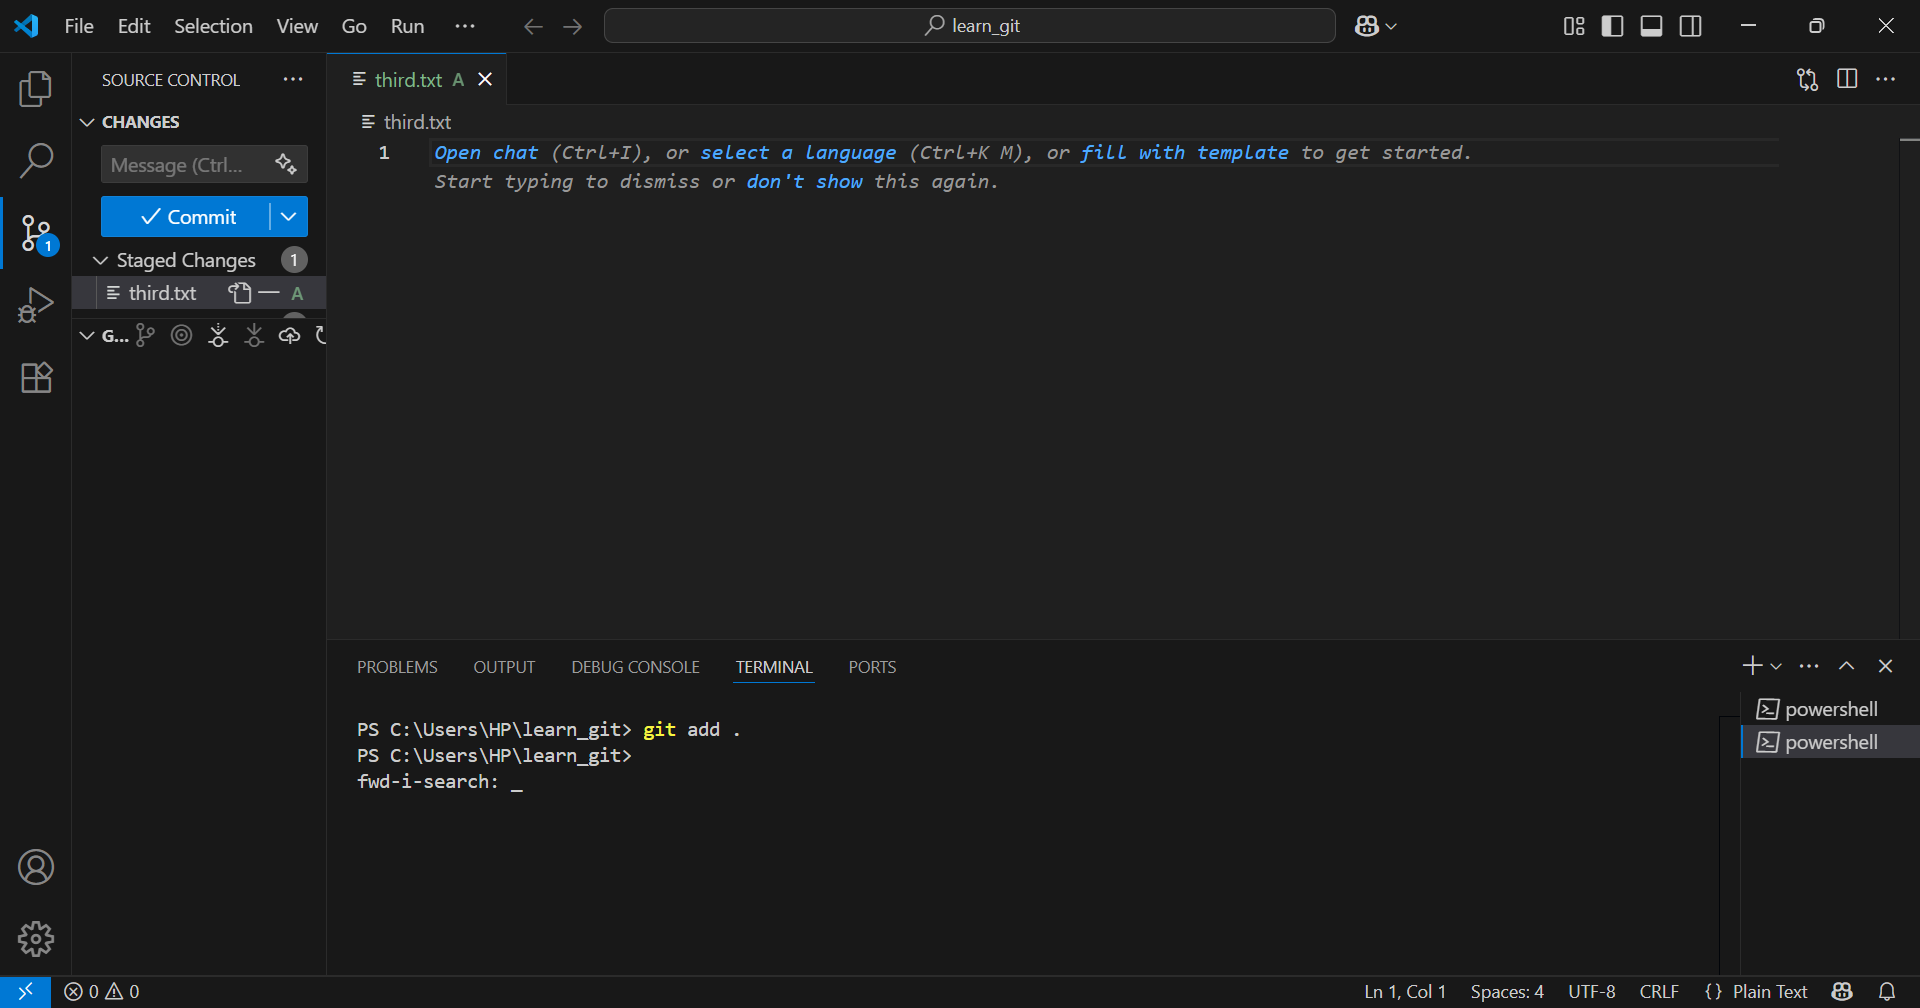 File Edit Selection View Go Run ···
learn_git
SOURCE CONTROL ···
CHANGES
Message (Ctrl...
Commit
1
Staged Changes 1
third.txt A
G...
third.txt A
third.txt
1 Open chat (Ctrl+I), or select a language (Ctrl+K M), or fill with template to get started.
Start typing to dismiss or don't show this again.
PROBLEMS OUTPUT DEBUG CONSOLE TERMINAL PORTS
PS C:\Users\HP\learn_git> git add .
PS C:\Users\HP\learn_git>
fwd-i-search: _
powershell
powershell
0 0
Ln 1, Col 1 Spaces: 4 UTF-8 CRLF {} Plain Text